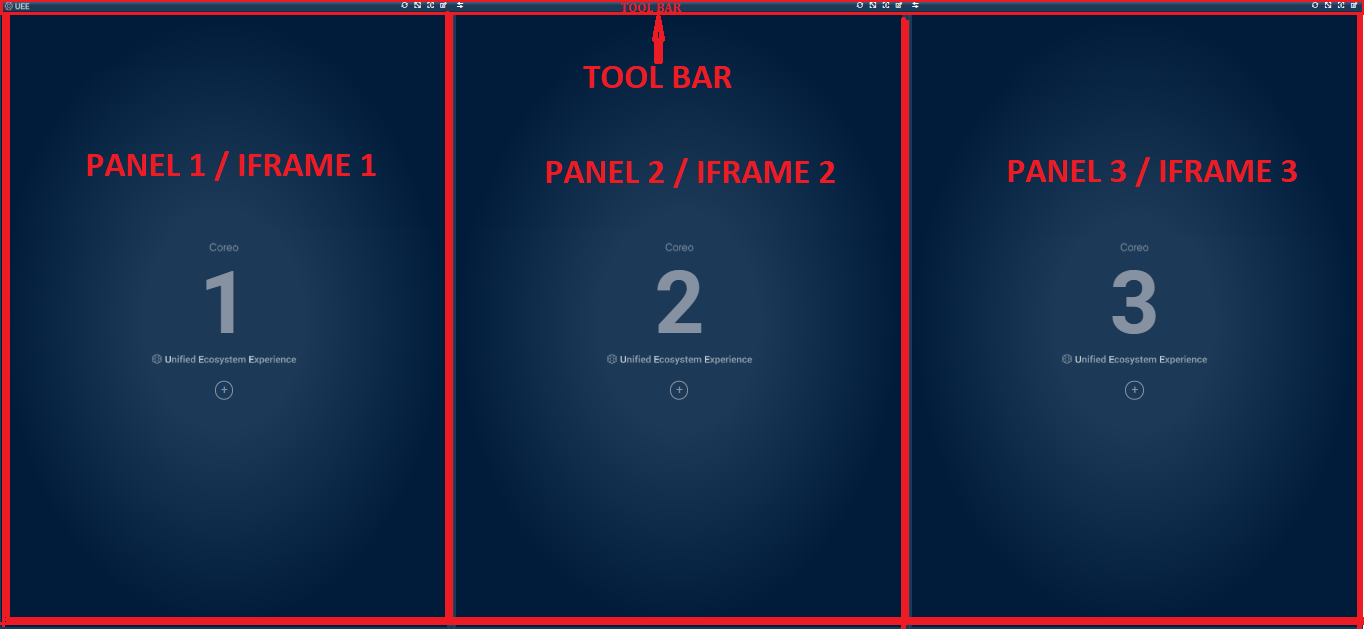 UEE
TOOL BAR
TOOL BAR
PANEL 1 / IFRAME 1
PANEL 2 / IFRAME 2
PANEL 3 / IFRAME 3
Coreo
1
Unified Ecosystem Experience
Coreo
2
Unified Ecosystem Experience
Coreo
3
Unified Ecosystem Experience